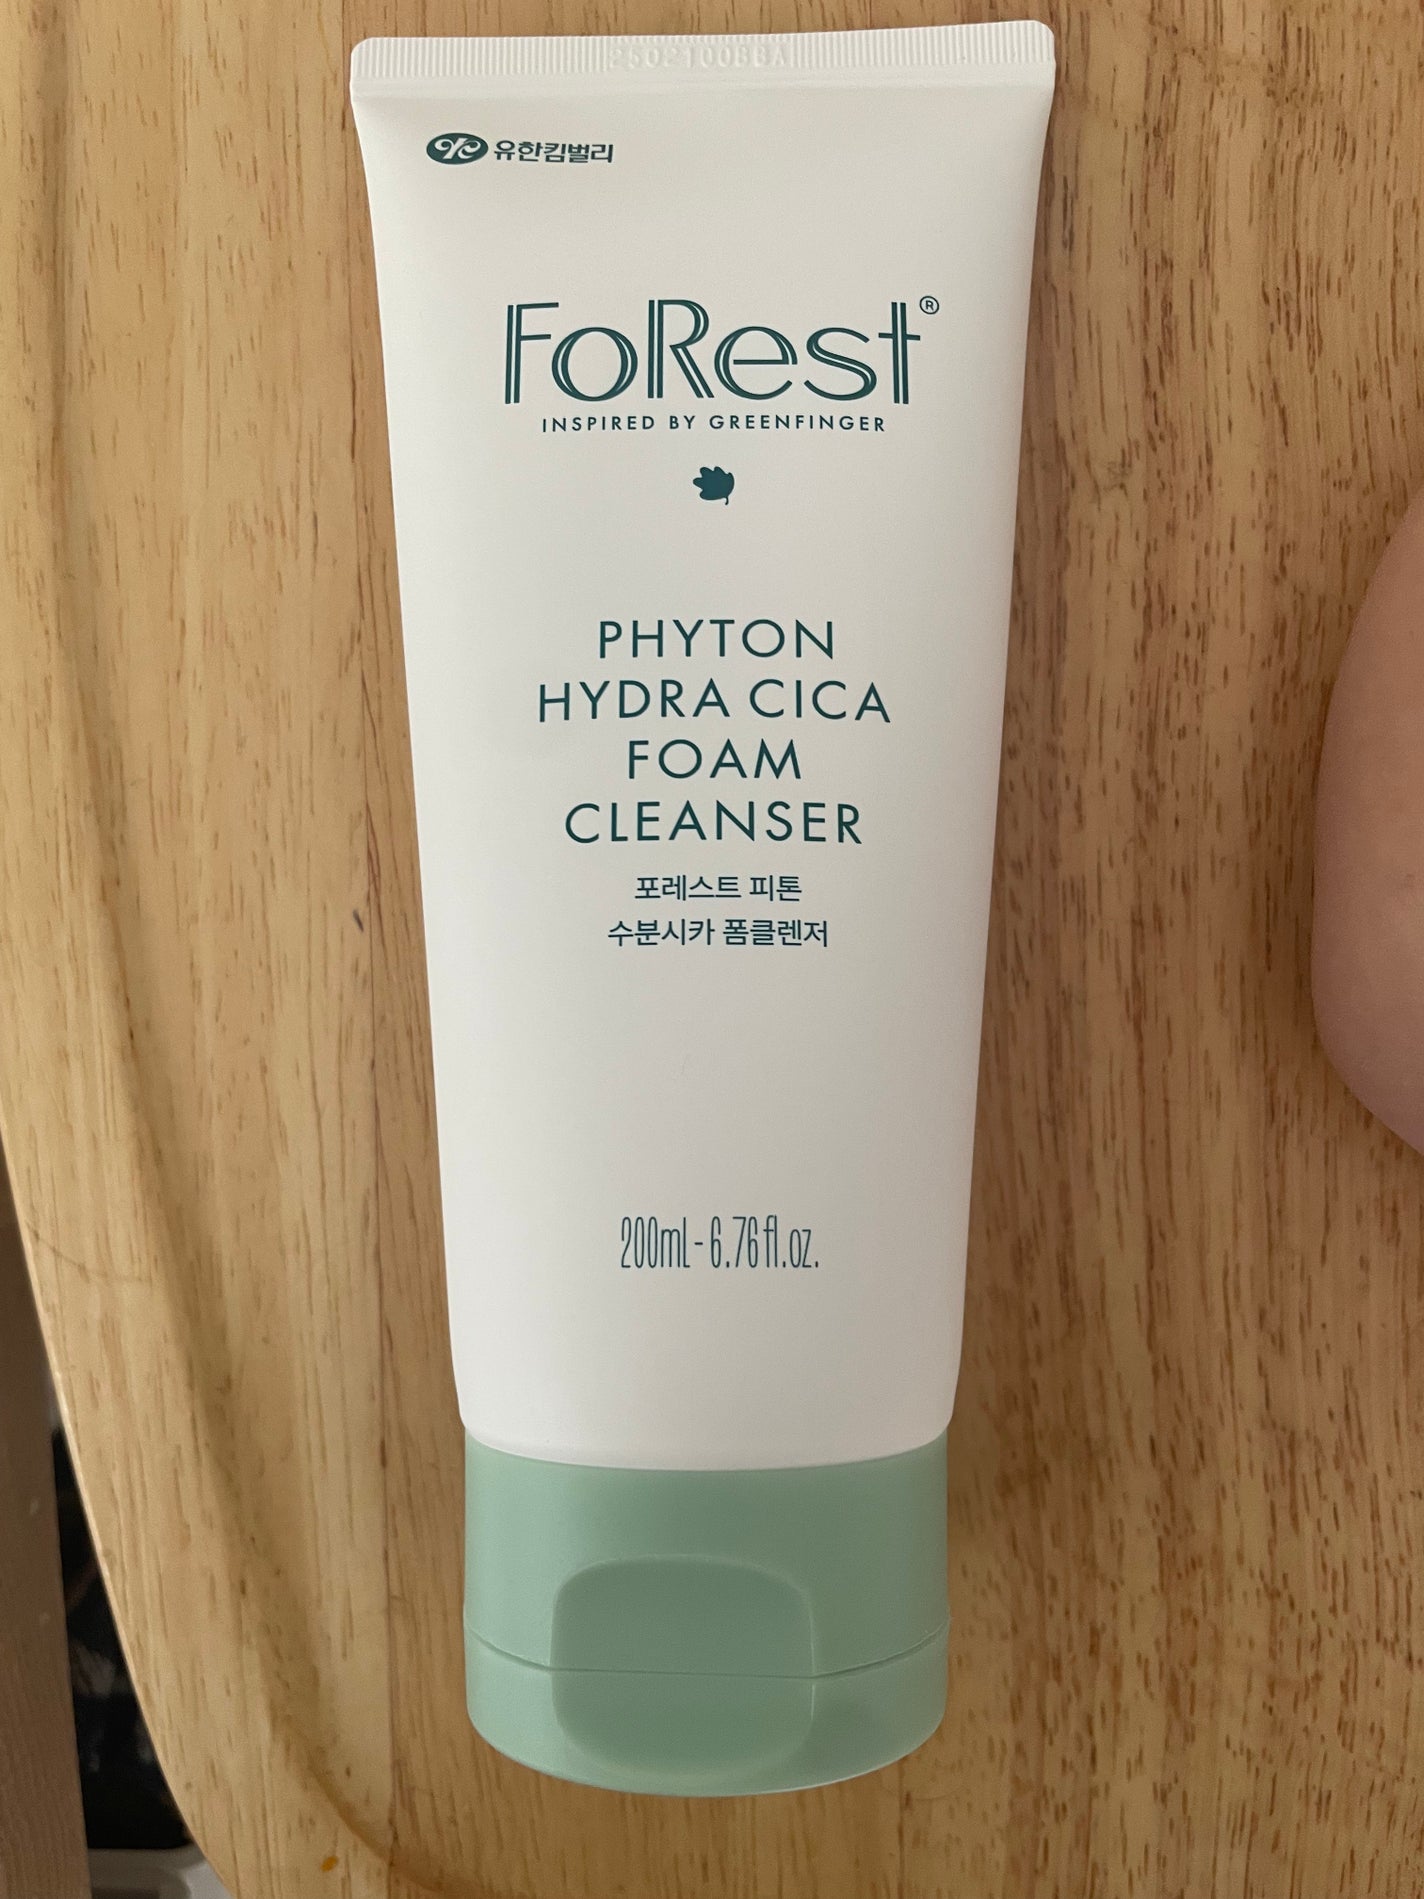 유한킴벌리
FoRest®
INSPIRED BY GREENFINGER
PHYTON
HYDRA CICA
FOAM
CLEANSER
포레스트 피톤
수분시카 폼클렌저
200ml - 6.76 fl.oz.